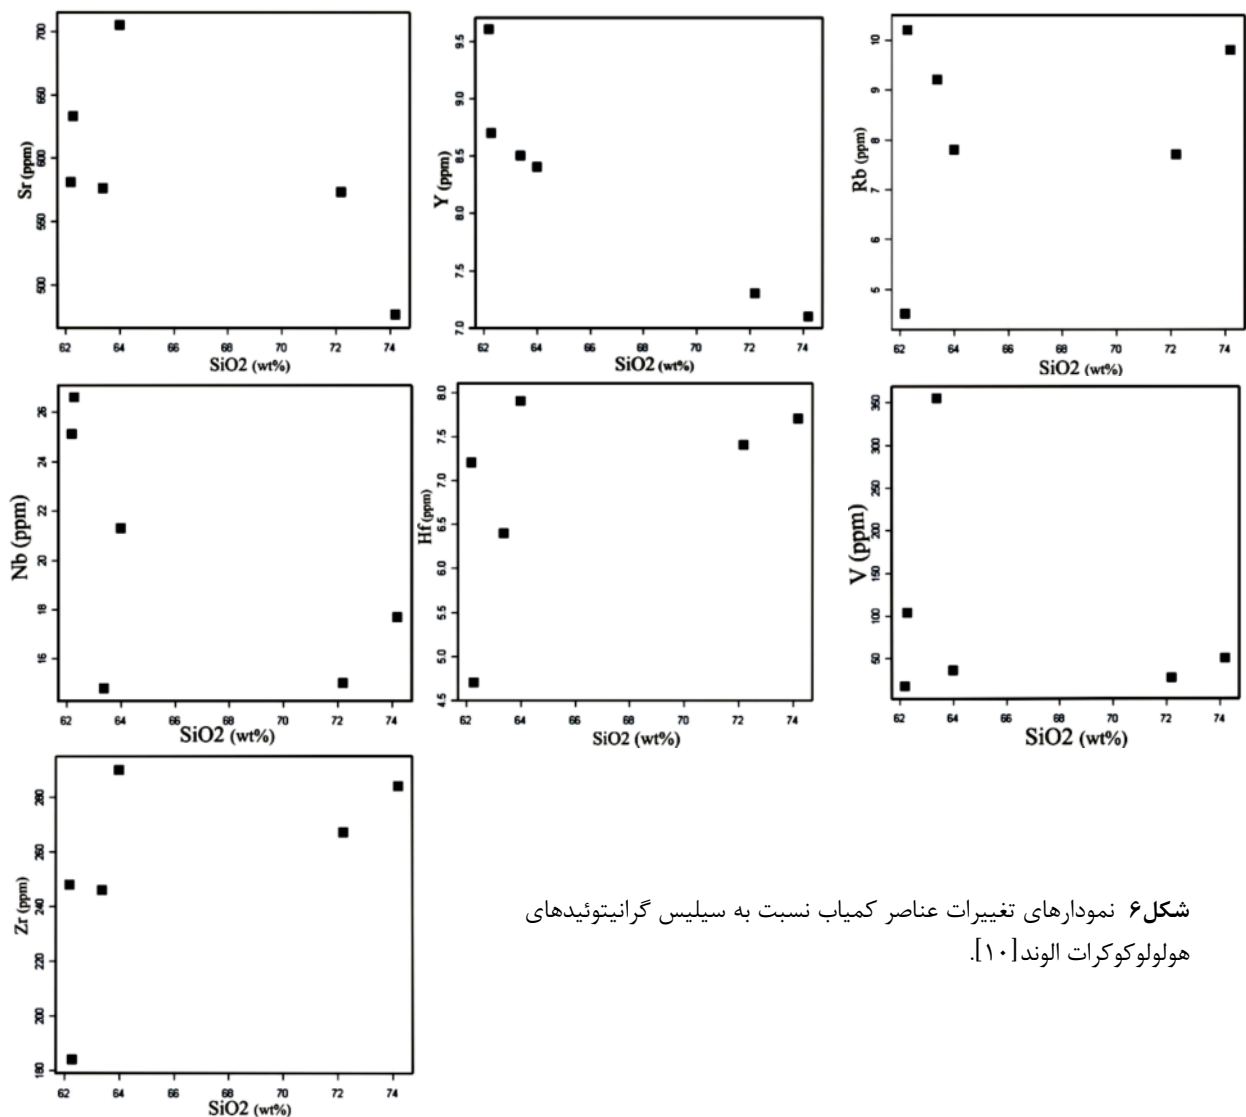 Sr (ppm)
700
650
600
550
500
62 64 66 68 70 72 74
SiO2 (wt%)
Y (ppm)
9.5
9.0
8.5
8.0
7.5
7.0
62 64 66 68 70 72 74
SiO2 (wt%)
Rb (ppm)
10
9
8
7
6
5
62 64 66 68 70 72 74
SiO2 (wt%)
Nb (ppm)
26
24
22
20
18
16
62 64 66 68 70 72 74
SiO2 (wt%)
Hf (ppm)
8.0
7.5
7.0
6.5
6.0
5.5
5.0
4.5
62 64 66 68 70 72 74
SiO2 (wt%)
V (ppm)
350
300
250
200
150
100
50
62 64 66 68 70 72 74
SiO2 (wt%)
Zr (ppm)
280
260
240
220
200
180
62 64 66 68 70 72 74
SiO2 (wt%)
شکل۶ نمودارهای تغییرات عناصر کمیاب نسبت به سیلیس گرانیتوئیدهای
هولولوکوکرات الوند[۱۰].